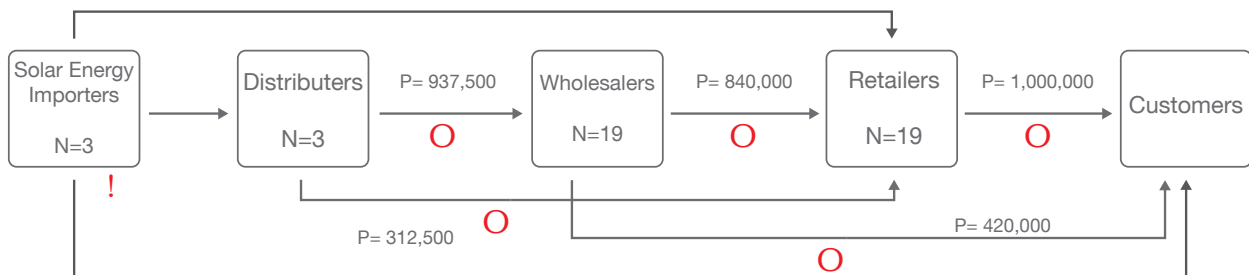 Solar Energy
Importers
N=3
!
Distributers
N=3
P= 937,500
O
Wholesalers
N=19
P= 840,000
O
Retailers
N=19
P= 1,000,000
O
Customers
P= 312,500
O
P= 420,000
O